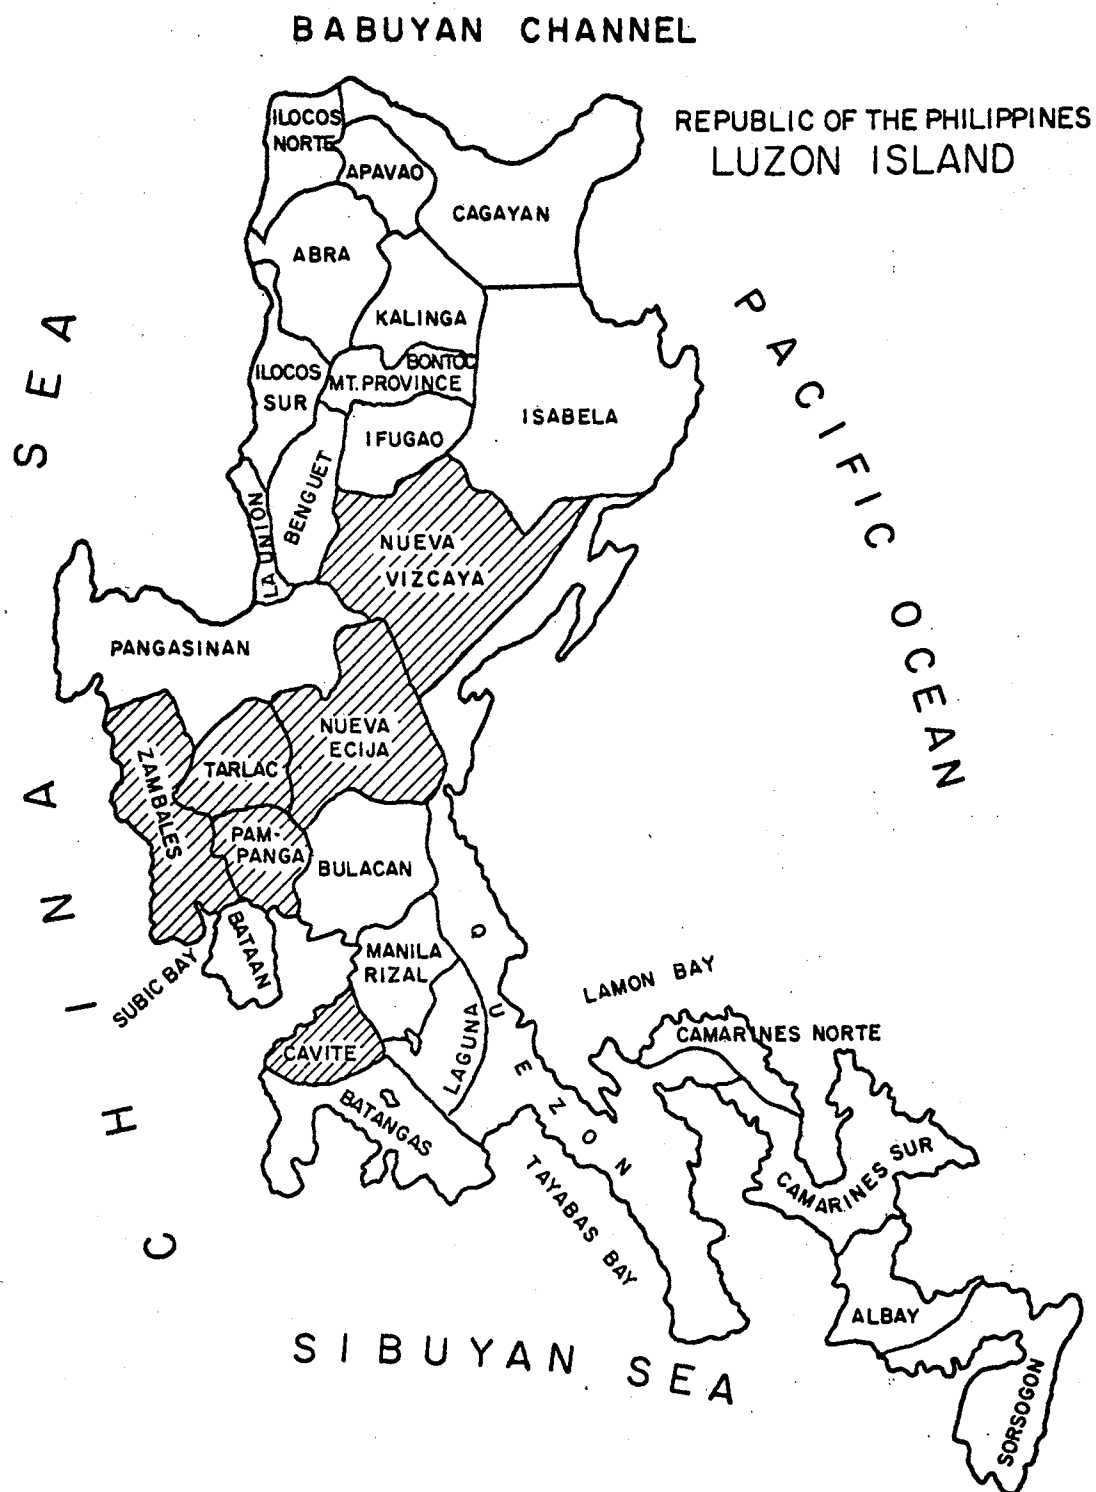 BABUYAN CHANNEL
REPUBLIC OF THE PHILIPPINES
LUZON ISLAND
ILOCOS
NORTE
APAVAO
CAGAYAN
ABRA
KALINGA
BONTOC
MT. PROVINCE
ILOCOS
SUR
ISABELA
IFUGAO
BENGUET
LA UNION
NUEVA
VIZCAYA
PANGASINAN
NUEVA
ECIJA
TARLAC
ZAMBALES
PAM-
PANGA
BULACAN
BATAAN
SUBIC BAY
MANILA
RIZAL
CAVITE
LAGUNA
BATANGAS
QUEZON
LAMON BAY
CAMARINES NORTE
CAMARINES SUR
TAYABAS BAY
ALBAY
SORSOGON
CHINA SEA
PACIFIC OCEAN
SIBUYAN SEA